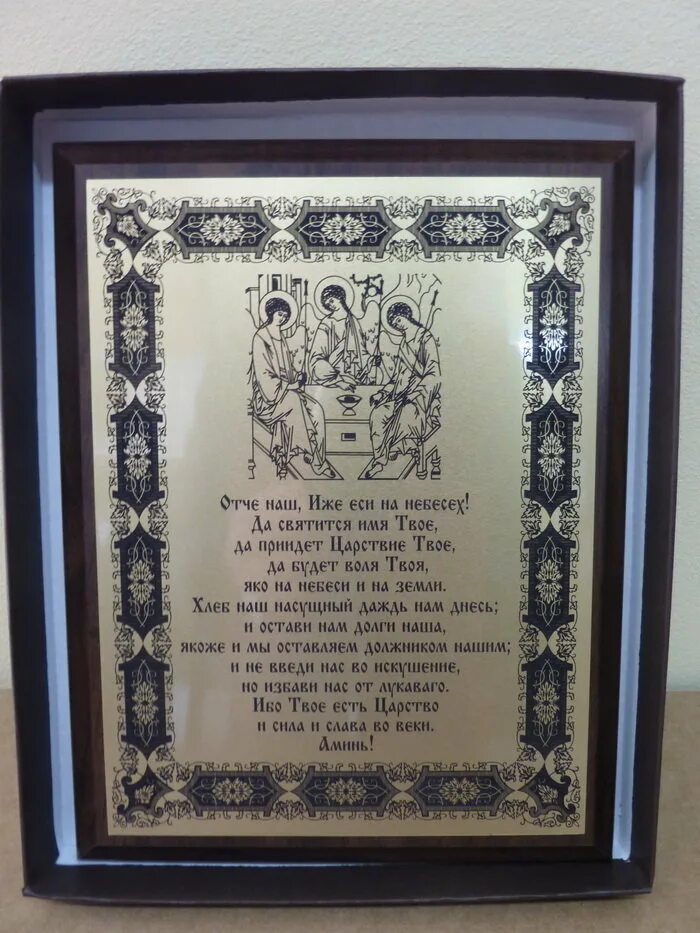 Отче наш, Иже еси на небесех!
Да святится имя Твое,
да приидет Царствие Твое,
да будет воля Твоя,
яко на небеси и на земли.
Хлеб наш насущный даждь нам днесь;
и остави нам долги наша,
якоже и мы оставляем должником нашим;
и не введи нас во искушение,
но избави нас от лукаваго.
Ибо Твое есть Царство
и сила и слава во веки.
Аминь!